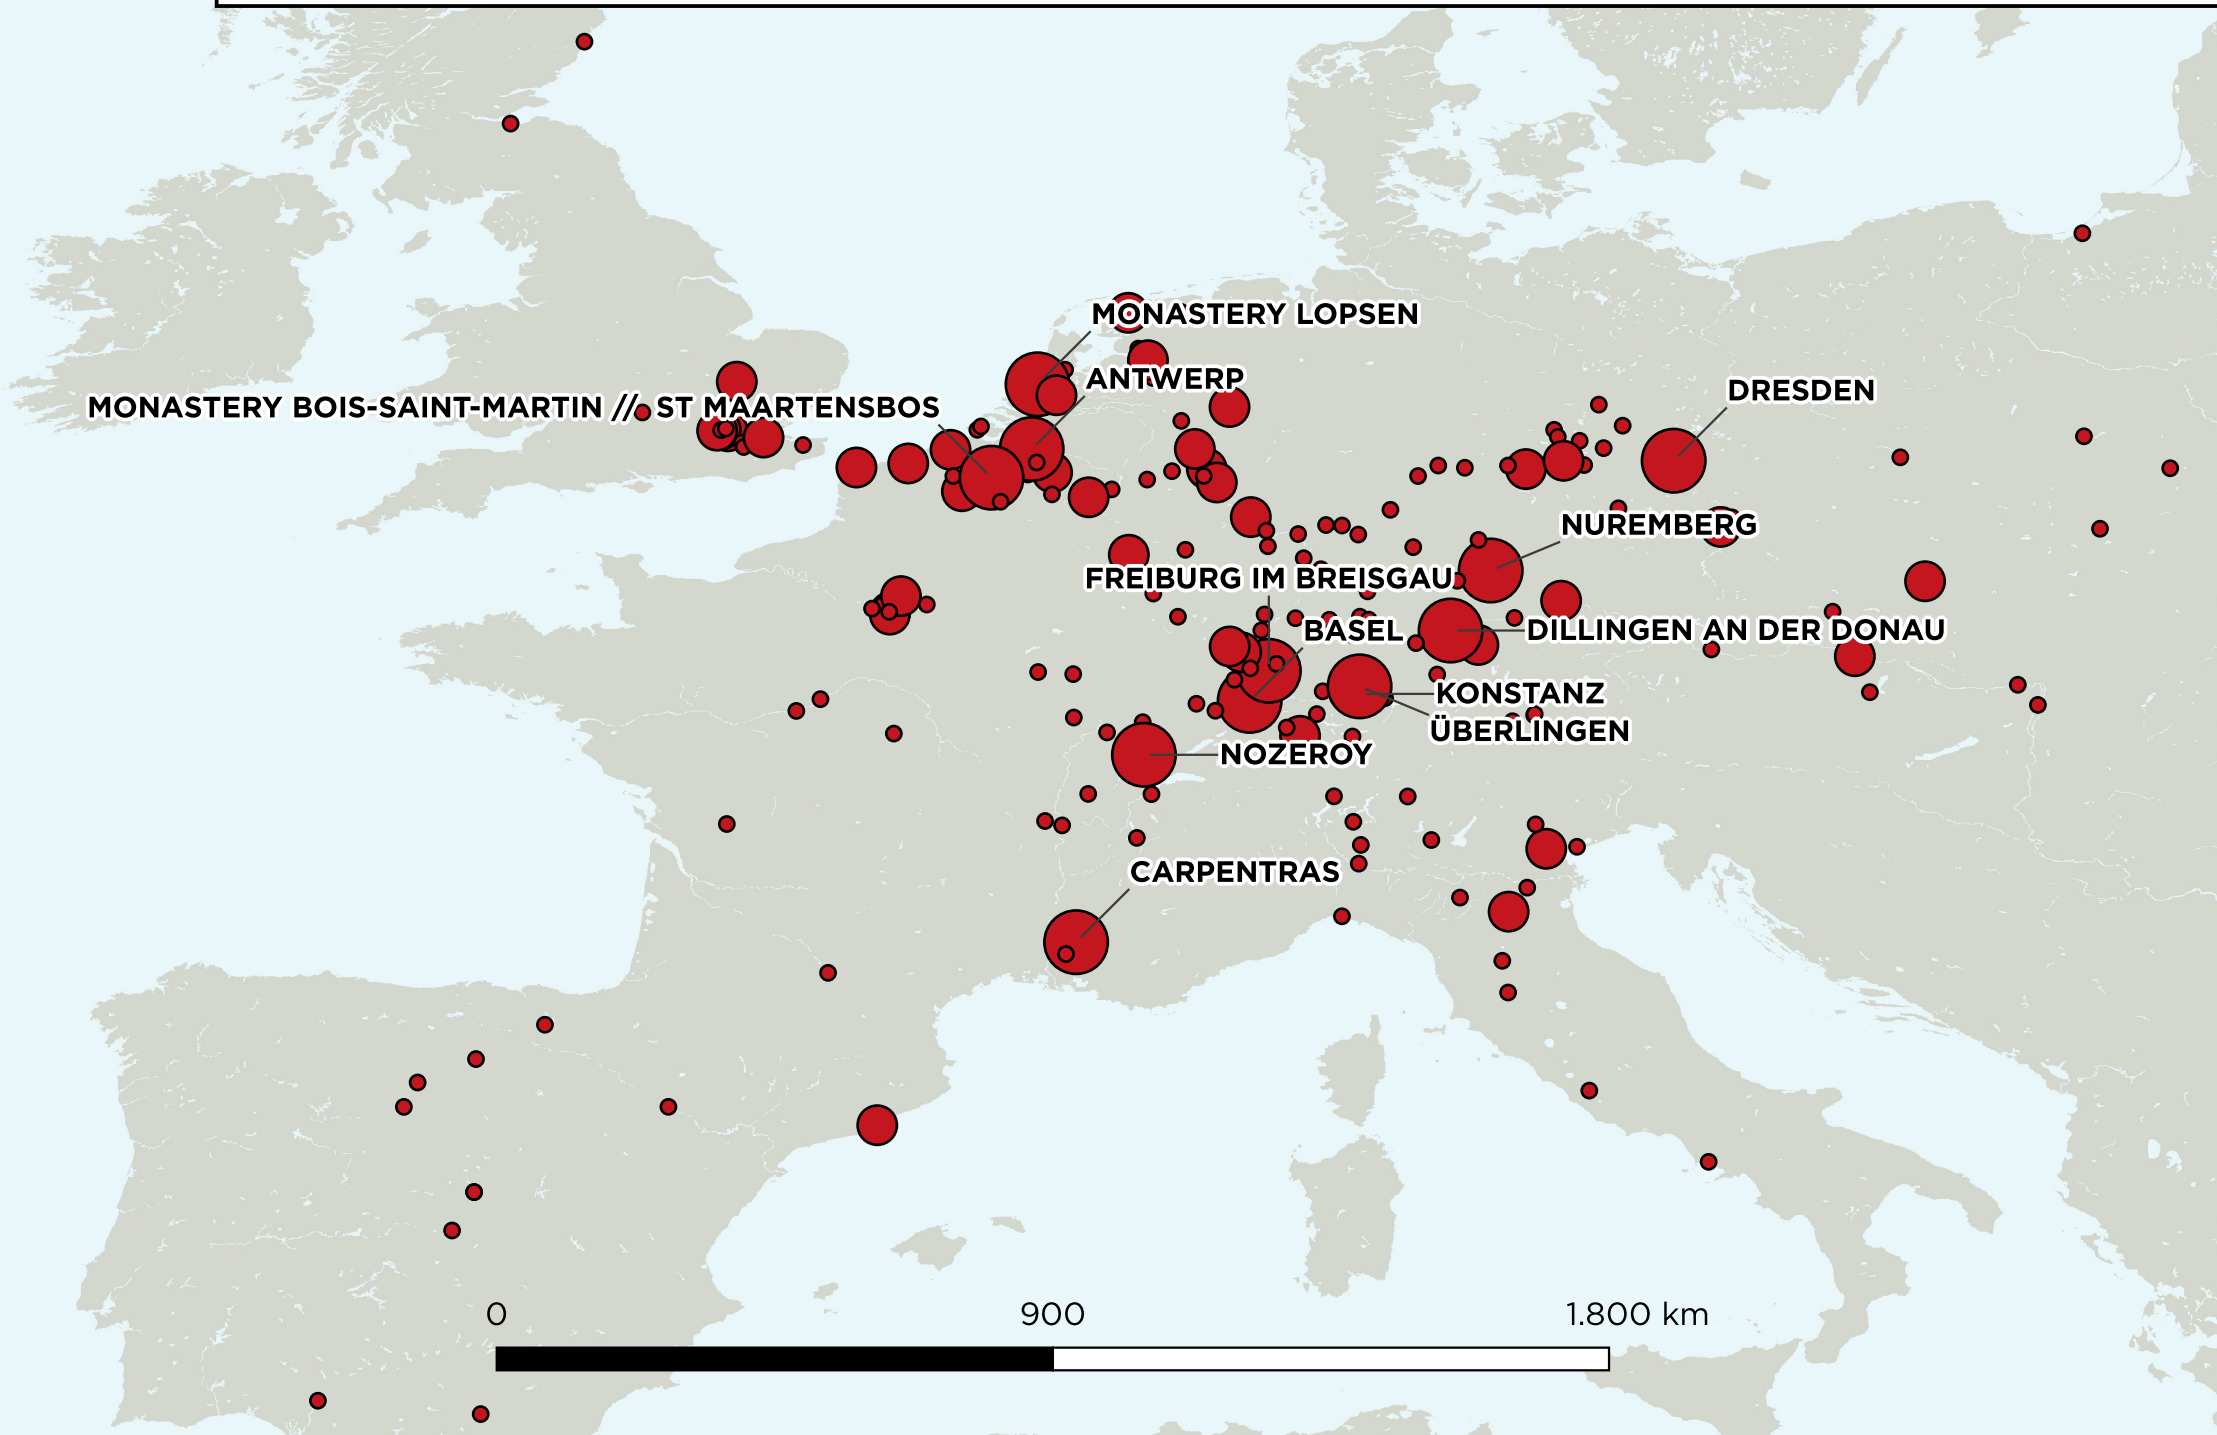 MONASTERY LOPSEN
ANTWERP
DRESDEN
MONASTERY BOIS-SAINT-MARTIN // ST MAARTENSBOS
NUREMBERG
FREIBURG IM BREISGAU
BASEL
DILLINGEN AN DER DONAU
KONSTANZ
ÜBERLINGEN
NOZEROY
CARPENTRAS
0 900 1.800 km